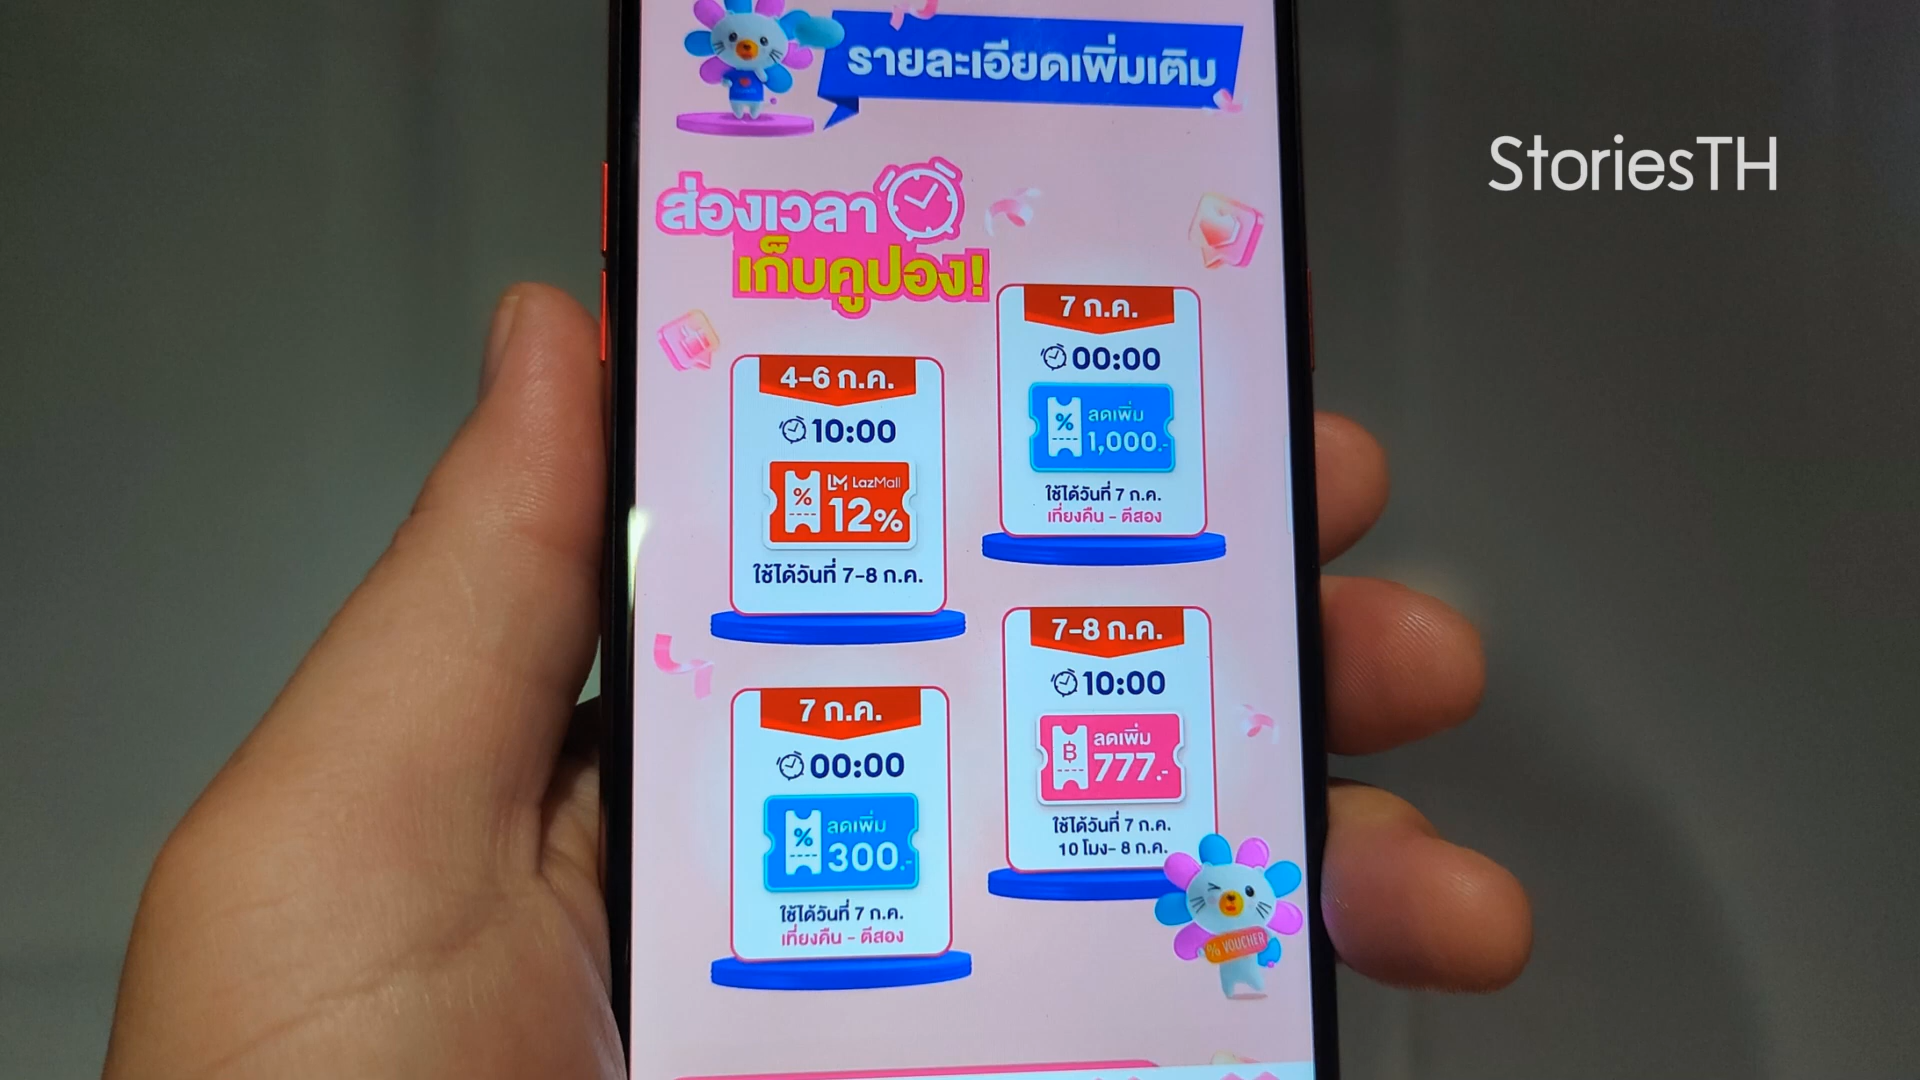 รายละเอียดเพิ่มเติม
StoriesTH
ส่องเวลา
เก็บคูปอง!
4-6 ก.ค.
10:00
%
LM LazMall
12%
ใช้ได้วันที่ 7-8 ก.ค.
7 ก.ค.
00:00
%
ลดเพิ่ม
1,000.-
ใช้ได้วันที่ 7 ก.ค.
เที่ยงคืน - ตีสอง
7 ก.ค.
00:00
%
ลดเพิ่ม
300.-
ใช้ได้วันที่ 7 ก.ค.
เที่ยงคืน - ตีสอง
7-8 ก.ค.
10:00
฿
ลดเพิ่ม
777.-
ใช้ได้วันที่ 7 ก.ค.
10 โมง- 8 ก.ค.
% VOUCHER